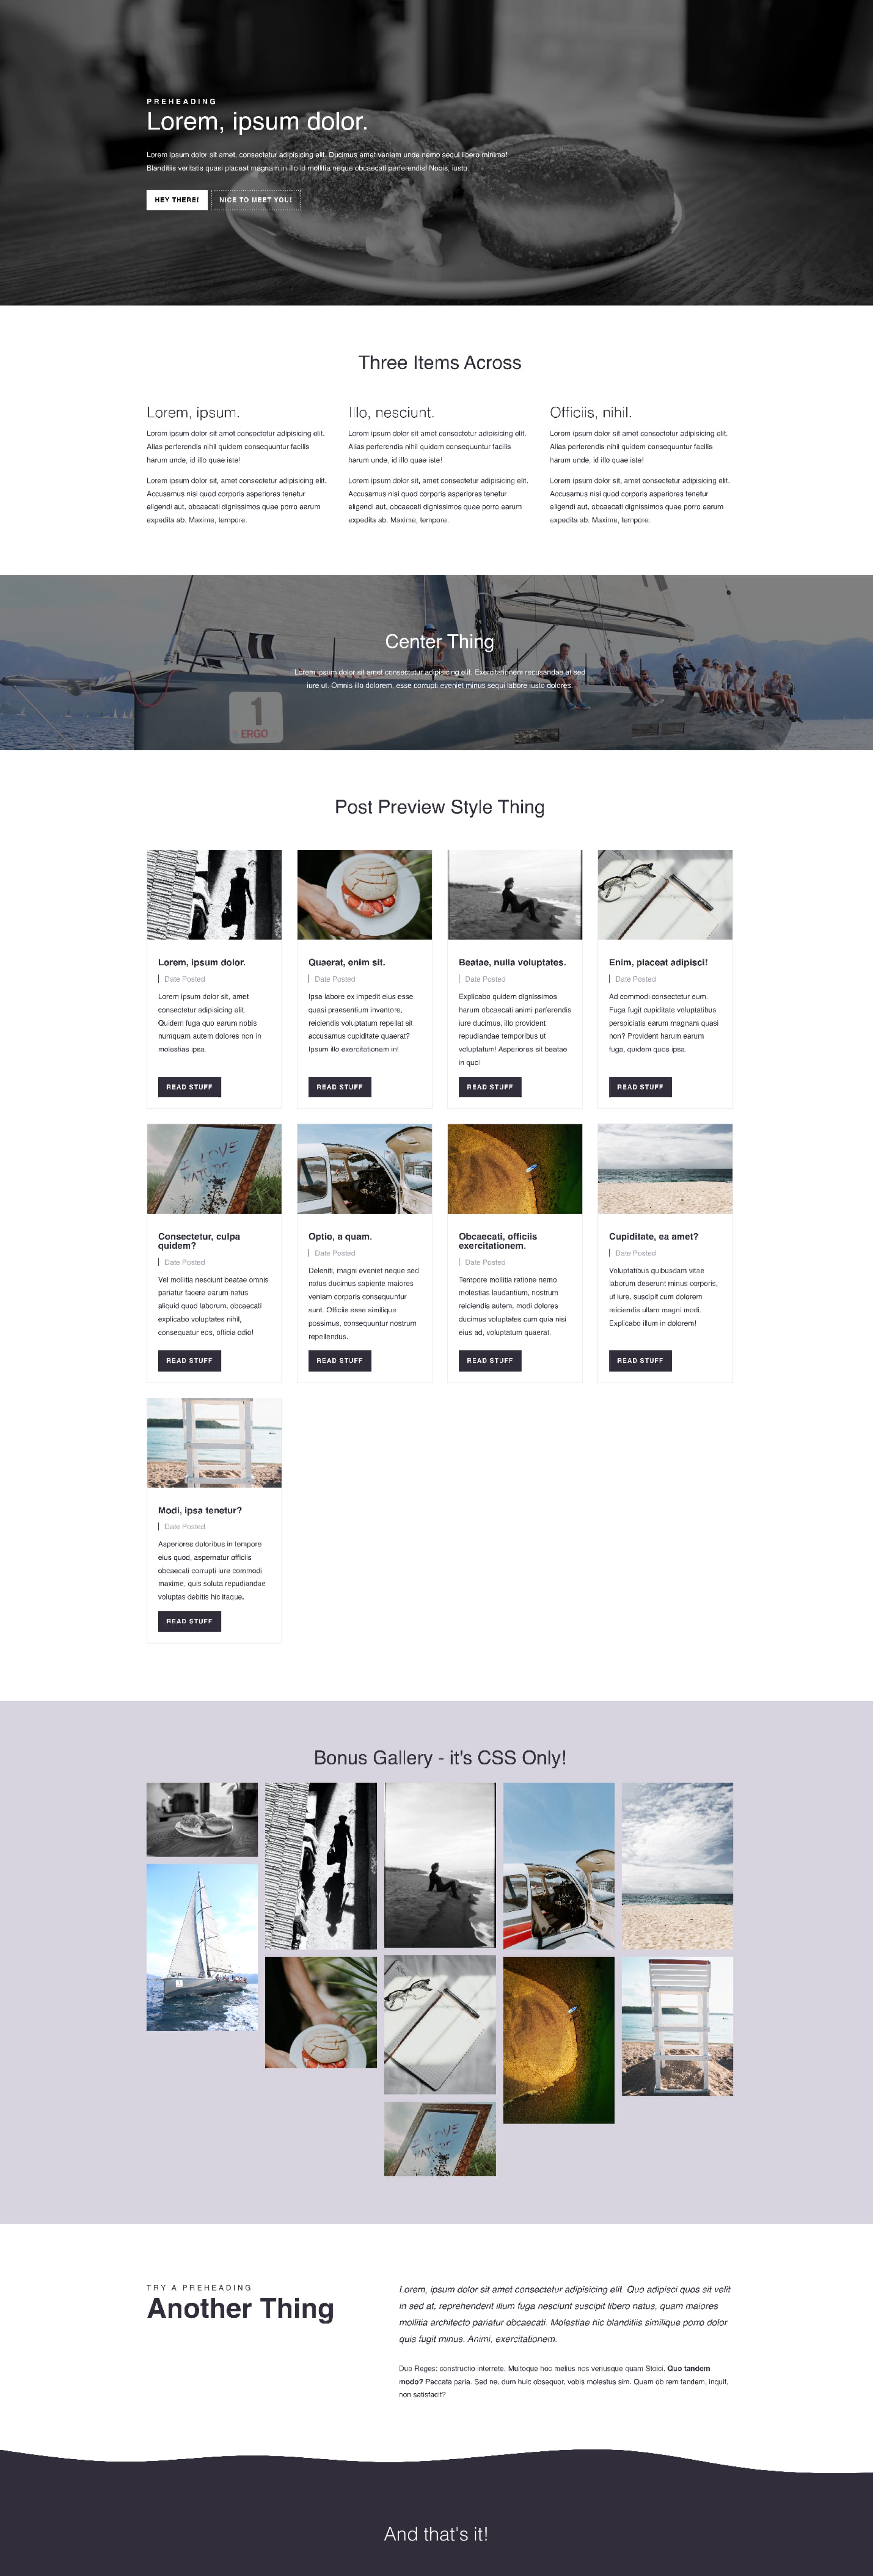 PREHEADING
Lorem, ipsum dolor.
Lorem ipsum dolor sit amet, consectetur adipisicing elit. Ducimus amet veniam unde nemo sequi libero minima!
Blanditiis veritatis quasi placeat magnam in illo id mollitia neque obcaecati perferendis! Nobis, iusto.
HEY THERE!
NICE TO MEET YOU!
Three Items Across
Lorem, ipsum.
Lorem ipsum dolor sit amet consectetur adipisicing elit.
Alias perferendis nihil quidem consequuntur facilis
harum unde, id illo quae iste!
Lorem ipsum dolor sit, amet consectetur adipisicing elit.
Accusamus nisi quod corporis asperiores tenetur
eligendi aut, obcaecati dignissimos quae porro earum
expedita ab. Maxime, tempore.
Illo, nesciunt.
Lorem ipsum dolor sit amet consectetur adipisicing elit.
Alias perferendis nihil quidem consequuntur facilis
harum unde, id illo quae iste!
Lorem ipsum dolor sit, amet consectetur adipisicing elit.
Accusamus nisi quod corporis asperiores tenetur
eligendi aut, obcaecati dignissimos quae porro earum
expedita ab. Maxime, tempore.
Officiis, nihil.
Lorem ipsum dolor sit amet consectetur adipisicing elit.
Alias perferendis nihil quidem consequuntur facilis
harum unde, id illo quae iste!
Lorem ipsum dolor sit, amet consectetur adipisicing elit.
Accusamus nisi quod corporis asperiores tenetur
eligendi aut, obcaecati dignissimos quae porro earum
expedita ab. Maxime, tempore.
Center Thing
Lorem ipsum dolor sit amet consectetur adipisicing elit. Exercitationem recusandae at sed
iure ut. Omnis illo dolorem, esse corrupti eveniet minus sequi labore iusto dolores.
1
ERGO
Post Preview Style Thing
Lorem, ipsum dolor.
Date Posted
Lorem ipsum dolor sit, amet
consectetur adipisicing elit.
Quidem fuga quo earum nobis
numquam autem dolores non in
molestias ipsa.
READ STUFF
Quaerat, enim sit.
Date Posted
Ipsa labore ex impedit eius esse
quasi praesentium inventore,
reiciendis voluptatum repellat sit
accusamus cupiditate quaerat?
Ipsum illo exercitationem in!
READ STUFF
Beatae, nulla voluptates.
Date Posted
Explicabo quidem dignissimos
harum obcaecati animi perferendis
iure ducimus, illo provident
repudiandae temporibus ut
voluptatum! Asperiores sit beatae
in quo!
READ STUFF
Enim, placeat adipisci!
Date Posted
Ad commodi consectetur eum.
Fuga fugit cupiditate voluptatibus
perspiciatis earum magnam quasi
non? Provident harum earum
fuga, quidem quos ipsa.
READ STUFF
I LOVE
Consectetur, culpa
quidem?
Date Posted
Vel mollitia nesciunt beatae omnis
pariatur facere earum natus
aliquid quod laborum, obcaecati
explicabo voluptates nihil,
consequatur eos, officia odio!
READ STUFF
Optio, a quam.
Date Posted
Deleniti, magni eveniet neque sed
natus ducimus sapiente maiores
veniam corporis consequuntur
sunt. Officiis esse similique
possimus, consequuntur nostrum
repellendus.
READ STUFF
Obcaecati, officiis
exercitationem.
Date Posted
Tempore mollitia ratione nemo
molestias laudantium, nostrum
reiciendis autem, modi dolores
ducimus voluptates cum quia nisi
eius ad, voluptatum quaerat.
READ STUFF
Cupiditate, ea amet?
Date Posted
Voluptatibus quibusdam vitae
laborum deserunt minus corporis,
ut iure, suscipit cum dolorem
reiciendis ullam magni modi.
Explicabo illum in dolorem!
READ STUFF
Modi, ipsa tenetur?
Date Posted
Asperiores doloribus in tempore
eius quod, aspernatur officiis
obcaecati corrupti iure commodi
maxime, quis soluta repudiandae
voluptas debitis hic itaque.
READ STUFF
Bonus Gallery - it's CSS Only!
I LOVE
TRY A PREHEADING
Another Thing
Lorem, ipsum dolor sit amet consectetur adipisicing elit. Quo adipisci quos sit velit
in sed at, reprehenderit illum fuga nesciunt suscipit libero natus, quam maiores
mollitia architecto pariatur obcaecati. Molestiae hic blanditiis similique porro dolor
quis fugit minus. Animi, exercitationem.
Duo Reges: constructio interrete. Multoque hoc melius nos veriusque quam Stoici. Quo tandem
modo? Paccata paria. Sed ne, dum huic obsequor, vobis molestus sim. Quam ob rem tandem, inquit,
non satisfacit?
And that's it!